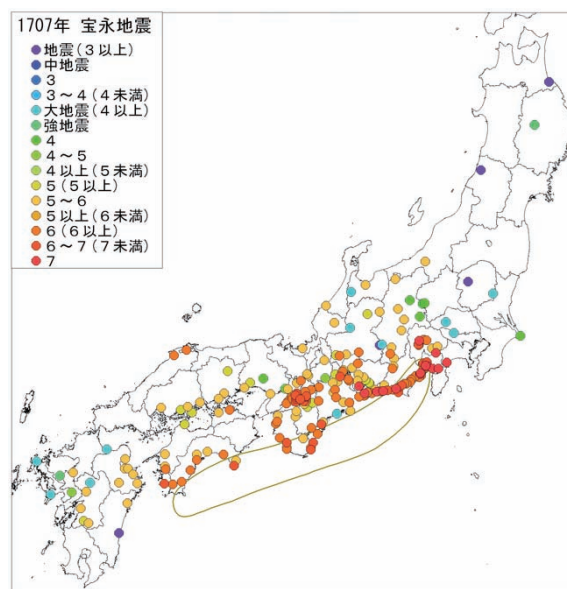 1707年 宝永地震
地震(3以上)
中地震
3
3～4(4未満)
大地震(4以上)
強地震
4
4～5
4以上(5未満)
5(5以上)
5～6
5以上(6未満)
6(6以上)
6～7(7未満)
7